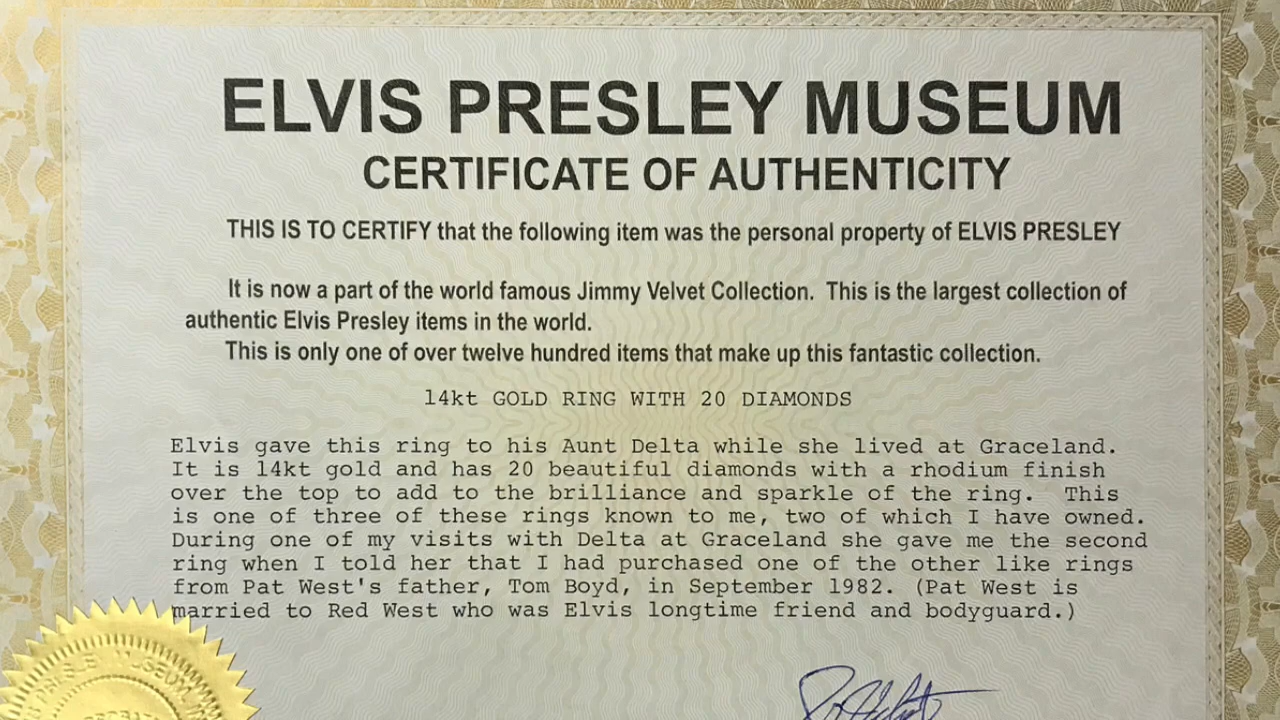 ELVIS PRESLEY MUSEUM
CERTIFICATE OF AUTHENTICITY
THIS IS TO CERTIFY that the following item was the personal property of ELVIS PRESLEY
It is now a part of the world famous Jimmy Velvet Collection. This is the largest collection of
authentic Elvis Presley items in the world.
This is only one of over twelve hundred items that make up this fantastic collection.
14kt GOLD RING WITH 20 DIAMONDS
Elvis gave this ring to his Aunt Delta while she lived at Graceland.
It is 14kt gold and has 20 beautiful diamonds with a rhodium finish
over the top to add to the brilliance and sparkle of the ring. This
is one of three of these rings known to me, two of which I have owned.
During one of my visits with Delta at Graceland she gave me the second
ring when I told her that I had purchased one of the other like rings
from Pat West's father, Tom Boyd, in September 1982. (Pat West is
married to Red West who was Elvis longtime friend and bodyguard.)
MUSEUM